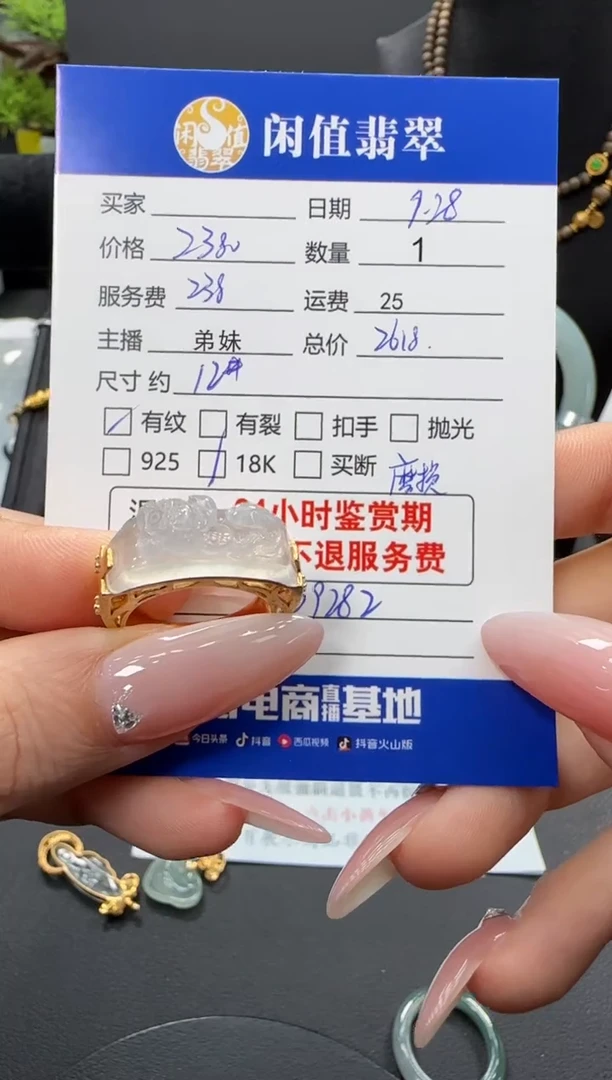 闲值翡翠 闲值翡翠
买家 日期 9.28
价格 2380 数量 1
服务费 238 运费 25
主播 弟妹 总价 2618.
尺寸 约 12#
有纹 有裂 扣手 抛光
925 18K 买断 磨损
小时鉴赏期
不退服务费
9282
电商直播基地
今日头条 抖音 西瓜视频 抖音火山版